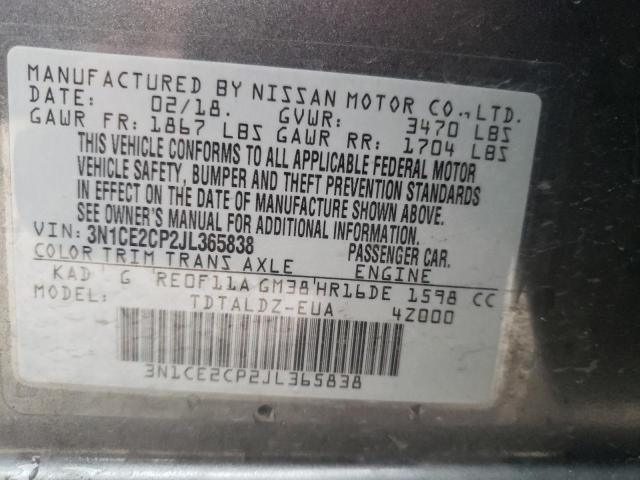 MANUFACTURED BY NISSAN MOTOR CO.,LTD.
DATE: 02/18. GVWR: 3470 LBS
GAWR FR: 1867 LBS GAWR RR: 1704 LBS
THIS VEHICLE CONFORMS TO ALL APPLICABLE FEDERAL MOTOR
VEHICLE SAFETY, BUMPER AND THEFT PREVENTION STANDARDS
IN EFFECT ON THE DATE OF MANUFACTURE SHOWN ABOVE.
SEE OWNER'S MANUAL FOR ADDITIONAL INFORMATION.
VIN: 3N1CE2CP2JL365838 PASSENGER CAR.
COLOR TRIM TRANS AXLE ENGINE
KAD G RE0F11A GM38 HR16DE 1598 CC
TDTALDZ-EUA 4Z000
3N1CE2CP2JL365838